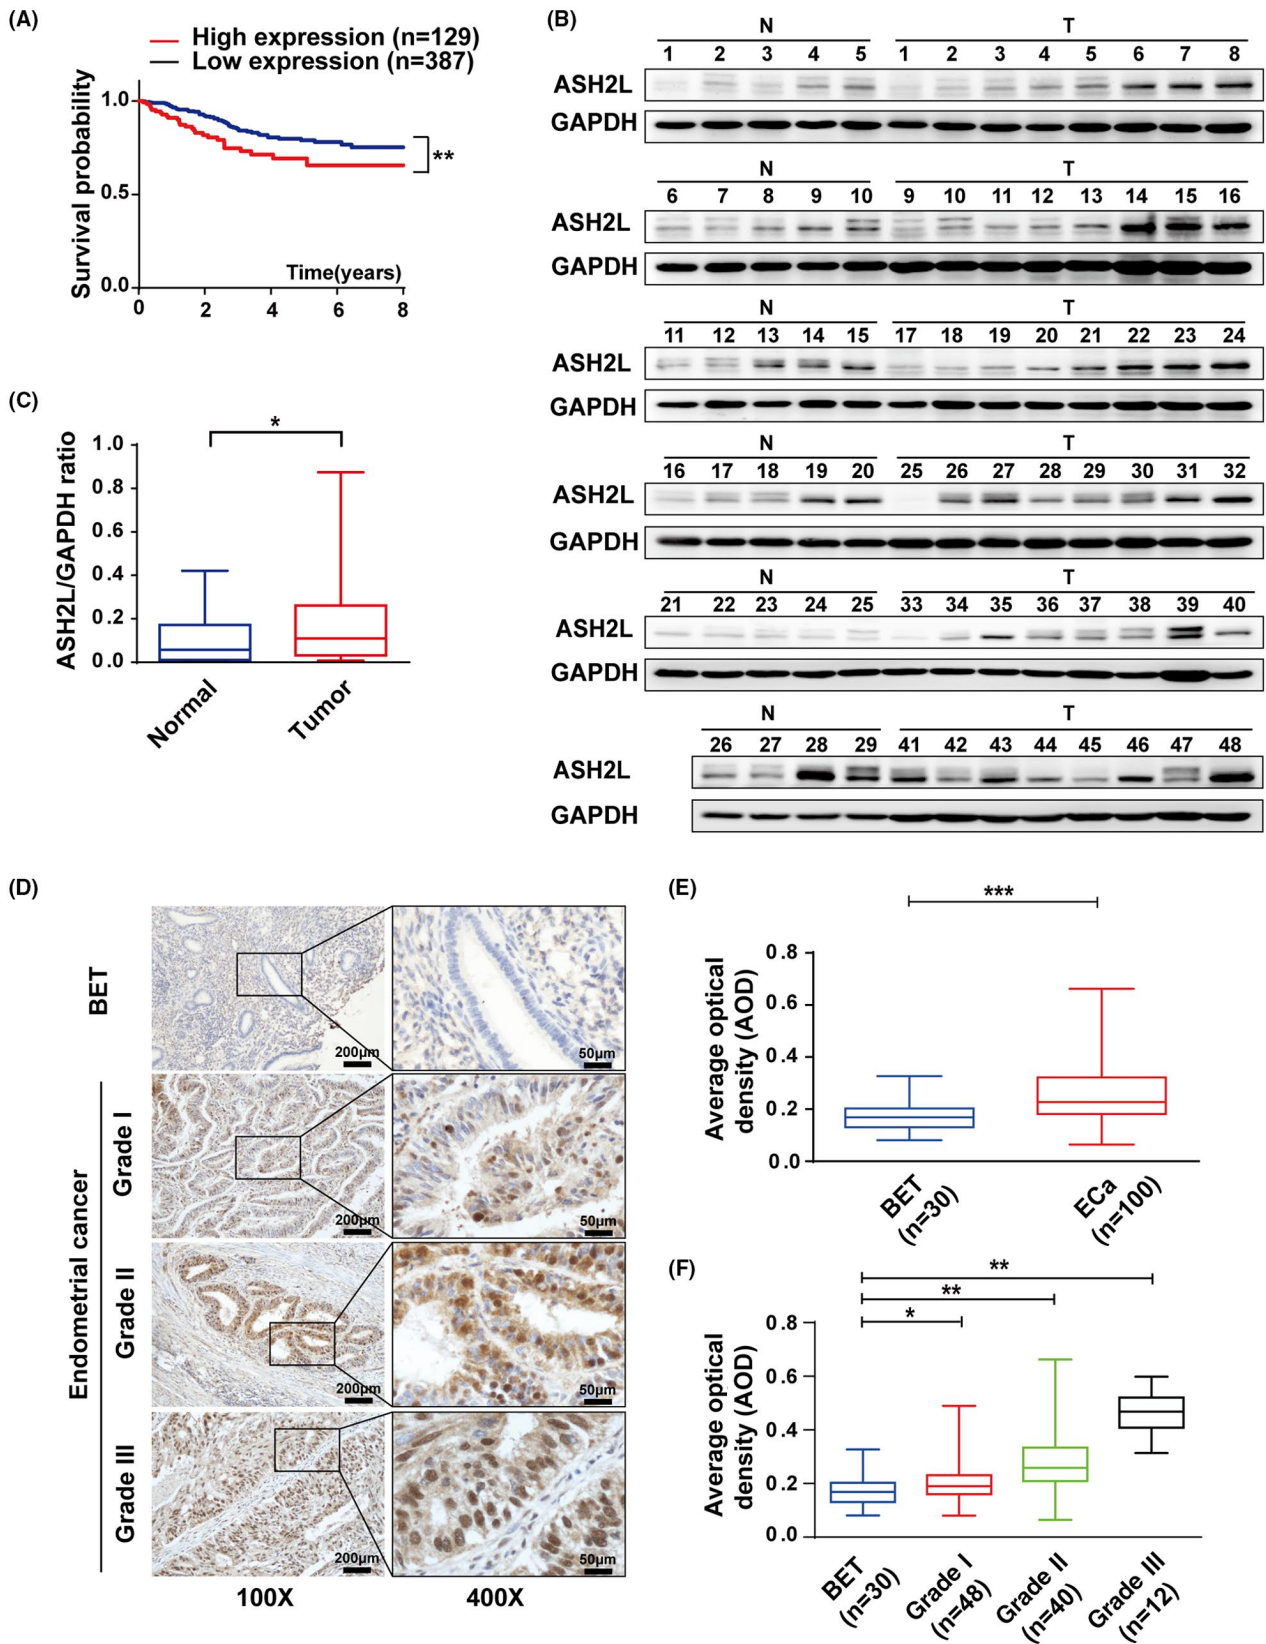 (A)
High expression (n=129)
Low expression (n=387)
Survival probability
1.0
0.5
0.0
Time(years)
0 2 4 6 8
**
(B)
N T
1 2 3 4 5 1 2 3 4 5 6 7 8
ASH2L
GAPDH
N T
6 7 8 9 10 9 10 11 12 13 14 15 16
ASH2L
GAPDH
N T
11 12 13 14 15 17 18 19 20 21 22 23 24
ASH2L
GAPDH
N T
16 17 18 19 20 25 26 27 28 29 30 31 32
ASH2L
GAPDH
N T
21 22 23 24 25 33 34 35 36 37 38 39 40
ASH2L
GAPDH
N T
26 27 28 29 41 42 43 44 45 46 47 48
ASH2L
GAPDH
(C)
*
ASH2L/GAPDH ratio
1.0
0.8
0.6
0.4
0.2
0.0
Normal
Tumor
(D)
BET
200μm 50μm
Endometrial cancer
Grade I
200μm 50μm
Grade II
200μm 50μm
Grade III
200μm 50μm
100X 400X
(E)
***
Average optical
density (AOD)
0.8
0.6
0.4
0.2
0.0
BET
(n=30)
ECa
(n=100)
(F)
**
**
*
Average optical
density (AOD)
0.8
0.6
0.4
0.2
0.0
BET
(n=30)
Grade I
(n=48)
Grade II
(n=40)
Grade III
(n=12)